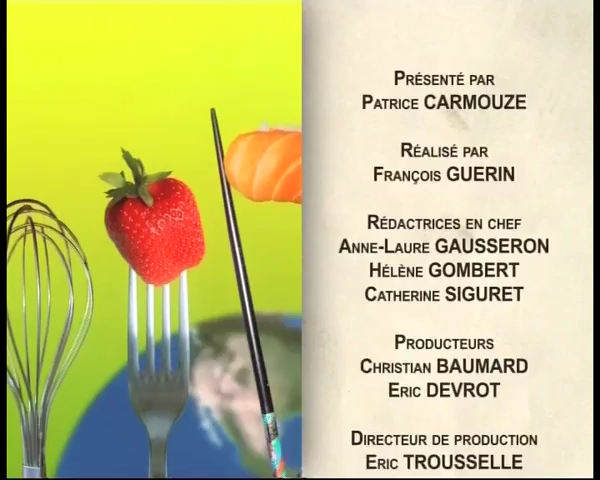 Présenté par
Patrice CARMOUZE
Réalisé par
François GUERIN
Rédactrices en chef
Anne-Laure GAUSSERON
Hélène GOMBERT
Catherine SIGURET
Producteurs
Christian BAUMARD
Eric DEVROT
Directeur de production
Eric TROUSSELLE